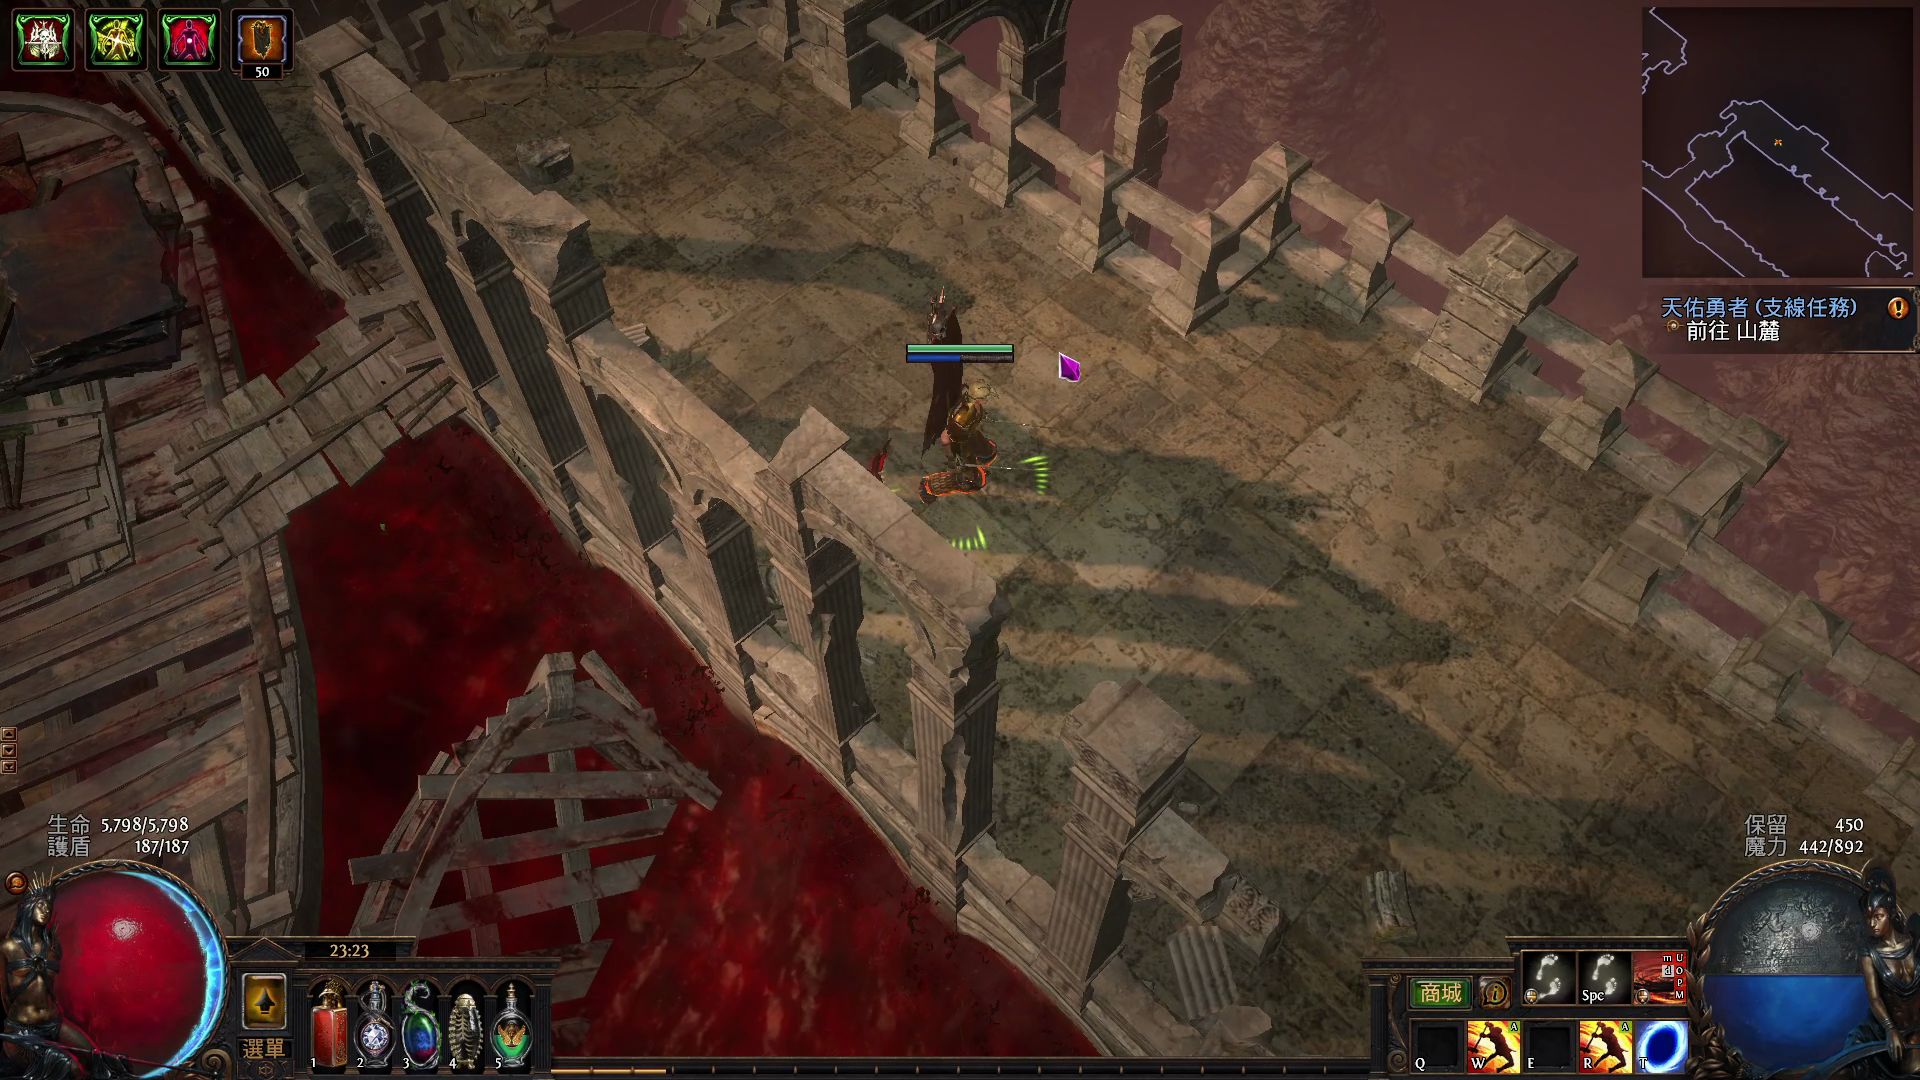 50
天佑勇者 (支線任務)
前往 山麓
生命 5,798/5,798
護盾 187/187
保留 450
魔力 442/892
23:23
選單
1 2 3 4 5
商城
Spc
m U
d O
P
M
Q W A E R A T